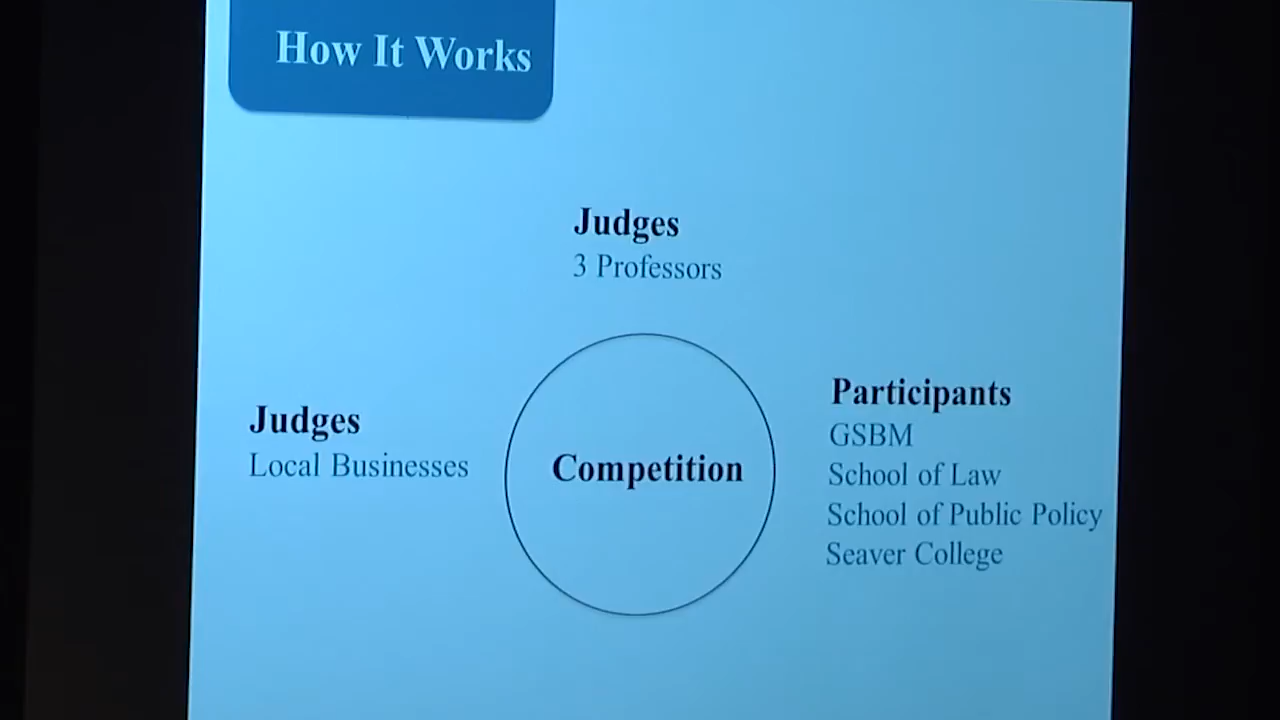 How It Works
Judges
3 Professors
Judges
Local Businesses
Competition
Participants
GSBM
School of Law
School of Public Policy
Seaver College